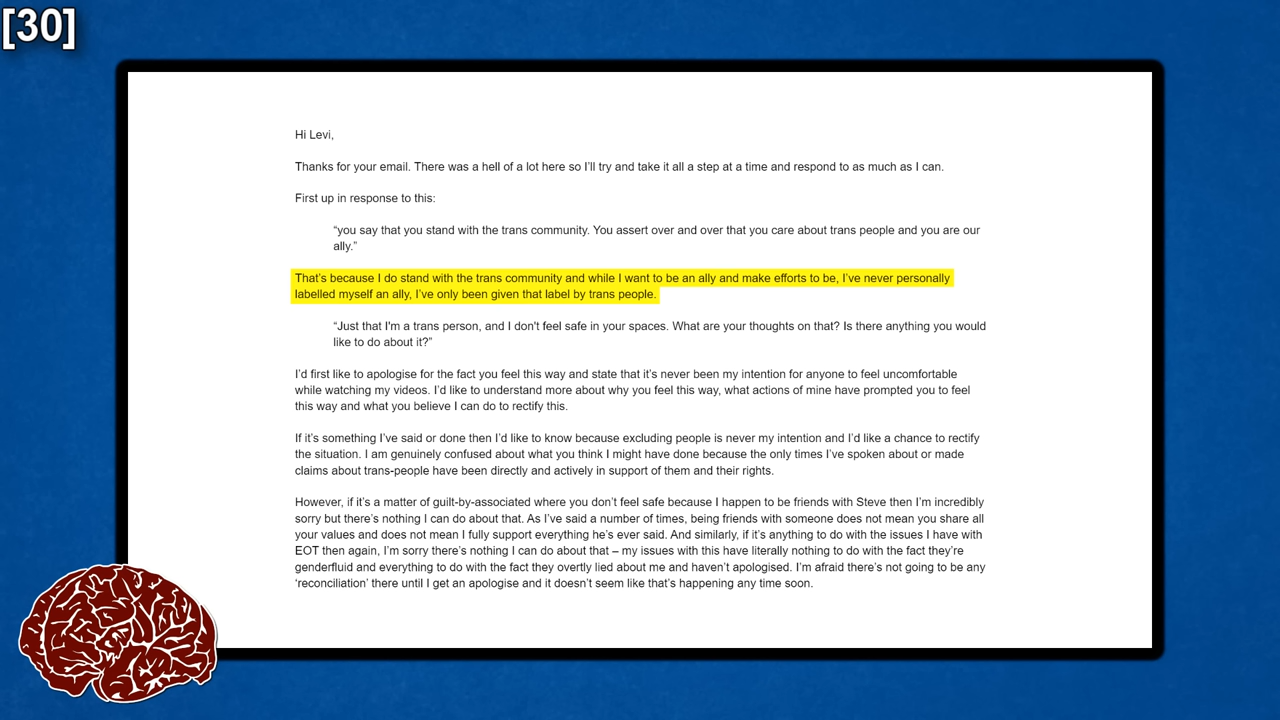 [30]
Hi Levi,
Thanks for your email. There was a hell of a lot here so I'll try and take it all a step at a time and respond to as much as I can.
First up in response to this:
“you say that you stand with the trans community. You assert over and over that you care about trans people and you are our
ally.”
That's because I do stand with the trans community and while I want to be an ally and make efforts to be, I've never personally
labelled myself an ally, I've only been given that label by trans people.
“Just that I'm a trans person, and I don't feel safe in your spaces. What are your thoughts on that? Is there anything you would
like to do about it?”
I'd first like to apologise for the fact you feel this way and state that it's never been my intention for anyone to feel uncomfortable
while watching my videos. I'd like to understand more about why you feel this way, what actions of mine have prompted you to feel
this way and what you believe I can do to rectify this.
If it's something I've said or done then I'd like to know because excluding people is never my intention and I'd like a chance to rectify
the situation. I am genuinely confused about what you think I might have done because the only times I've spoken about or made
claims about trans-people have been directly and actively in support of them and their rights.
However, if it's a matter of guilt-by-associated where you don't feel safe because I happen to be friends with Steve then I'm incredibly
sorry but there's nothing I can do about that. As I've said a number of times, being friends with someone does not mean you share all
your values and does not mean I fully support everything he's ever said. And similarly, if it's anything to do with the issues I have with
EOT then again, I'm sorry there's nothing I can do about that – my issues with this have literally nothing to do with the fact they're
genderfluid and everything to do with the fact they overtly lied about me and haven't apologised. I'm afraid there's not going to be any
‘reconciliation’ there until I get an apologise and it doesn't seem like that's happening any time soon.